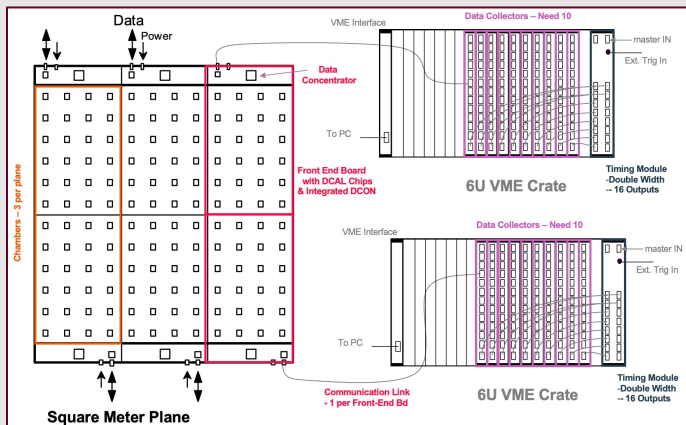 Data
Power
Data
Concentrator
Chambers – 3 per plane
Front End Board
with DCAL Chips
& Integrated DCON
Square Meter Plane
Communication Link
- 1 per Front-End Bd
VME Interface
Data Collectors – Need 10
master IN
Ext. Trig In
To PC
6U VME Crate
Timing Module
-Double Width
-- 16 Outputs
VME Interface
Data Collectors – Need 10
master IN
Ext. Trig In
To PC
6U VME Crate
Timing Module
-Double Width
-- 16 Outputs